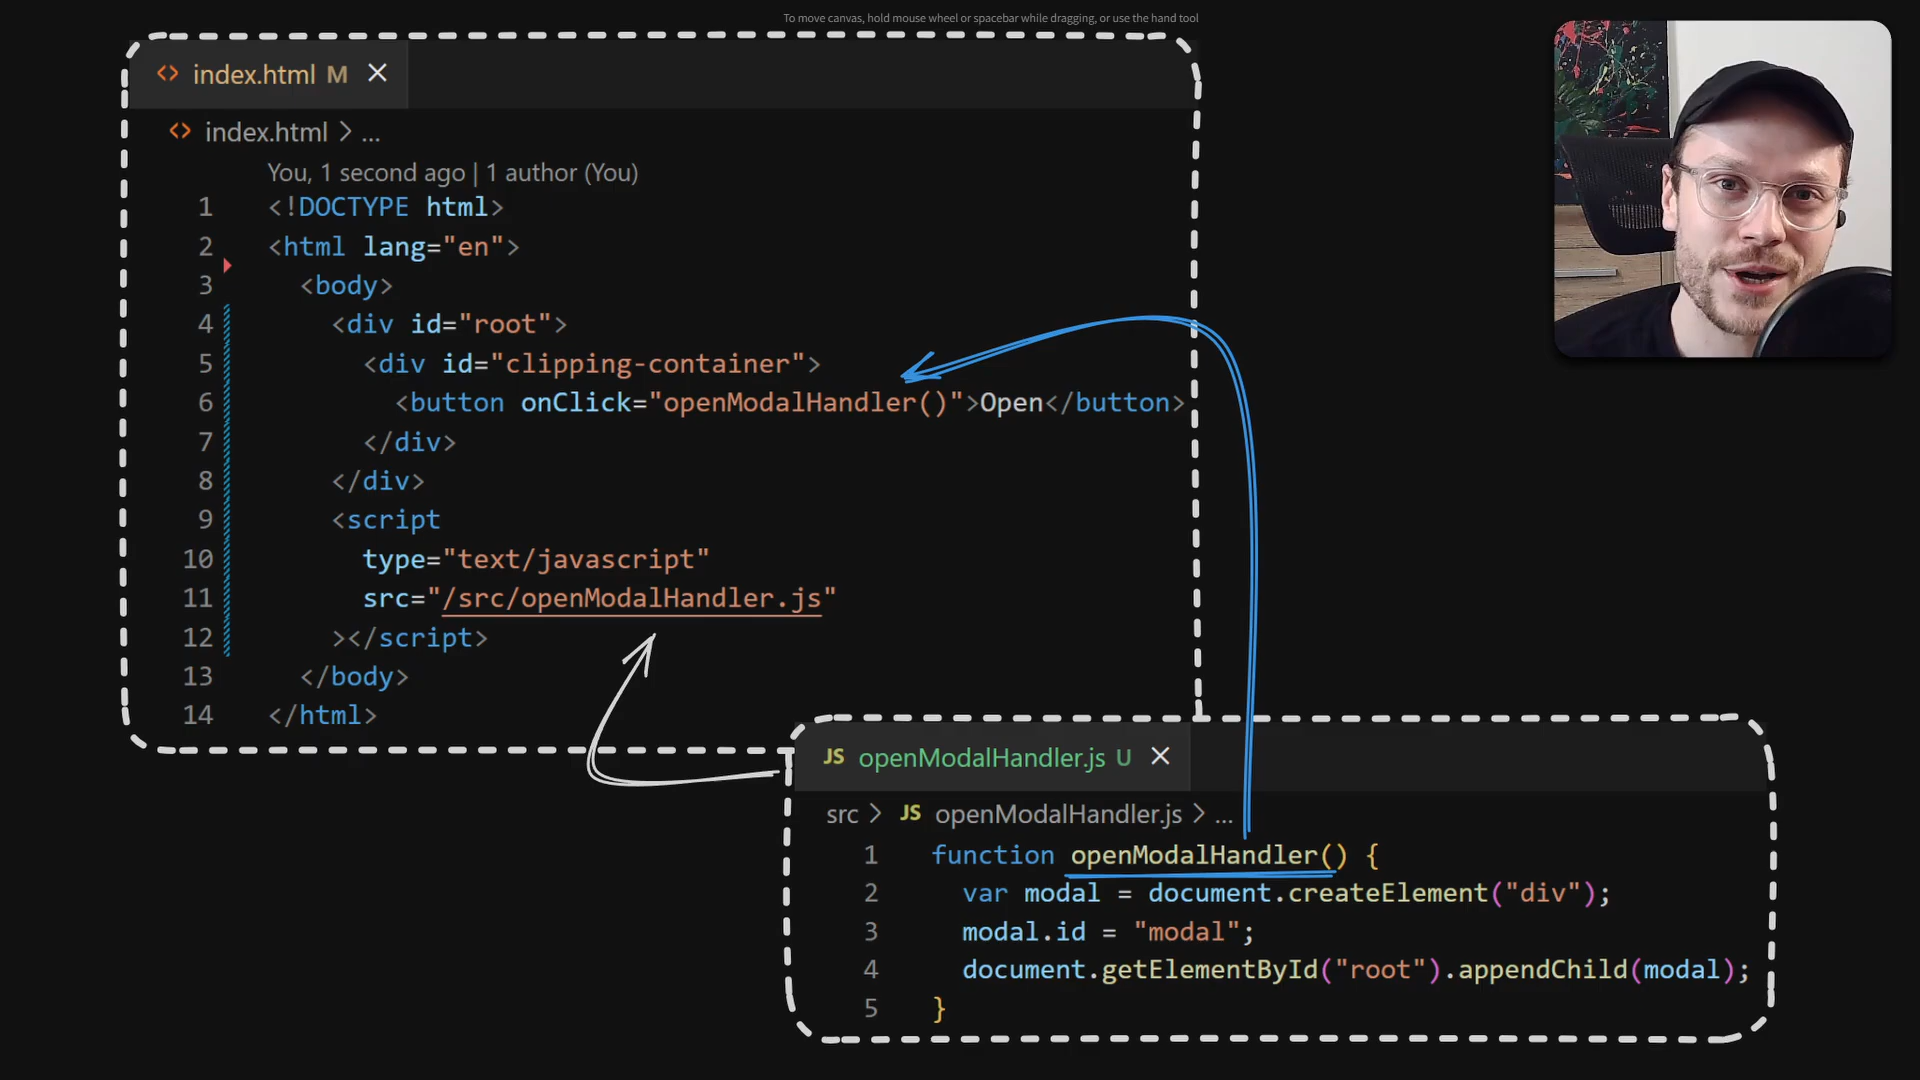 To move canvas, hold mouse wheel or spacebar while dragging, or use the hand tool
<> index.html M ×
<> index.html > ...
You, 1 second ago | 1 author (You)
1 <!DOCTYPE html>
2 <html lang="en">
3 <body>
4 <div id="root">
5 <div id="clipping-container">
6 <button onClick="openModalHandler()">Open</button>
7 </div>
8 </div>
9 <script
10 type="text/javascript"
11 src="/src/openModalHandler.js"
12 ></script>
13 </body>
14 </html>
JS openModalHandler.js U ×
src > JS openModalHandler.js > ...
1 function openModalHandler() {
2 var modal = document.createElement("div");
3 modal.id = "modal";
4 document.getElementById("root").appendChild(modal);
5 }